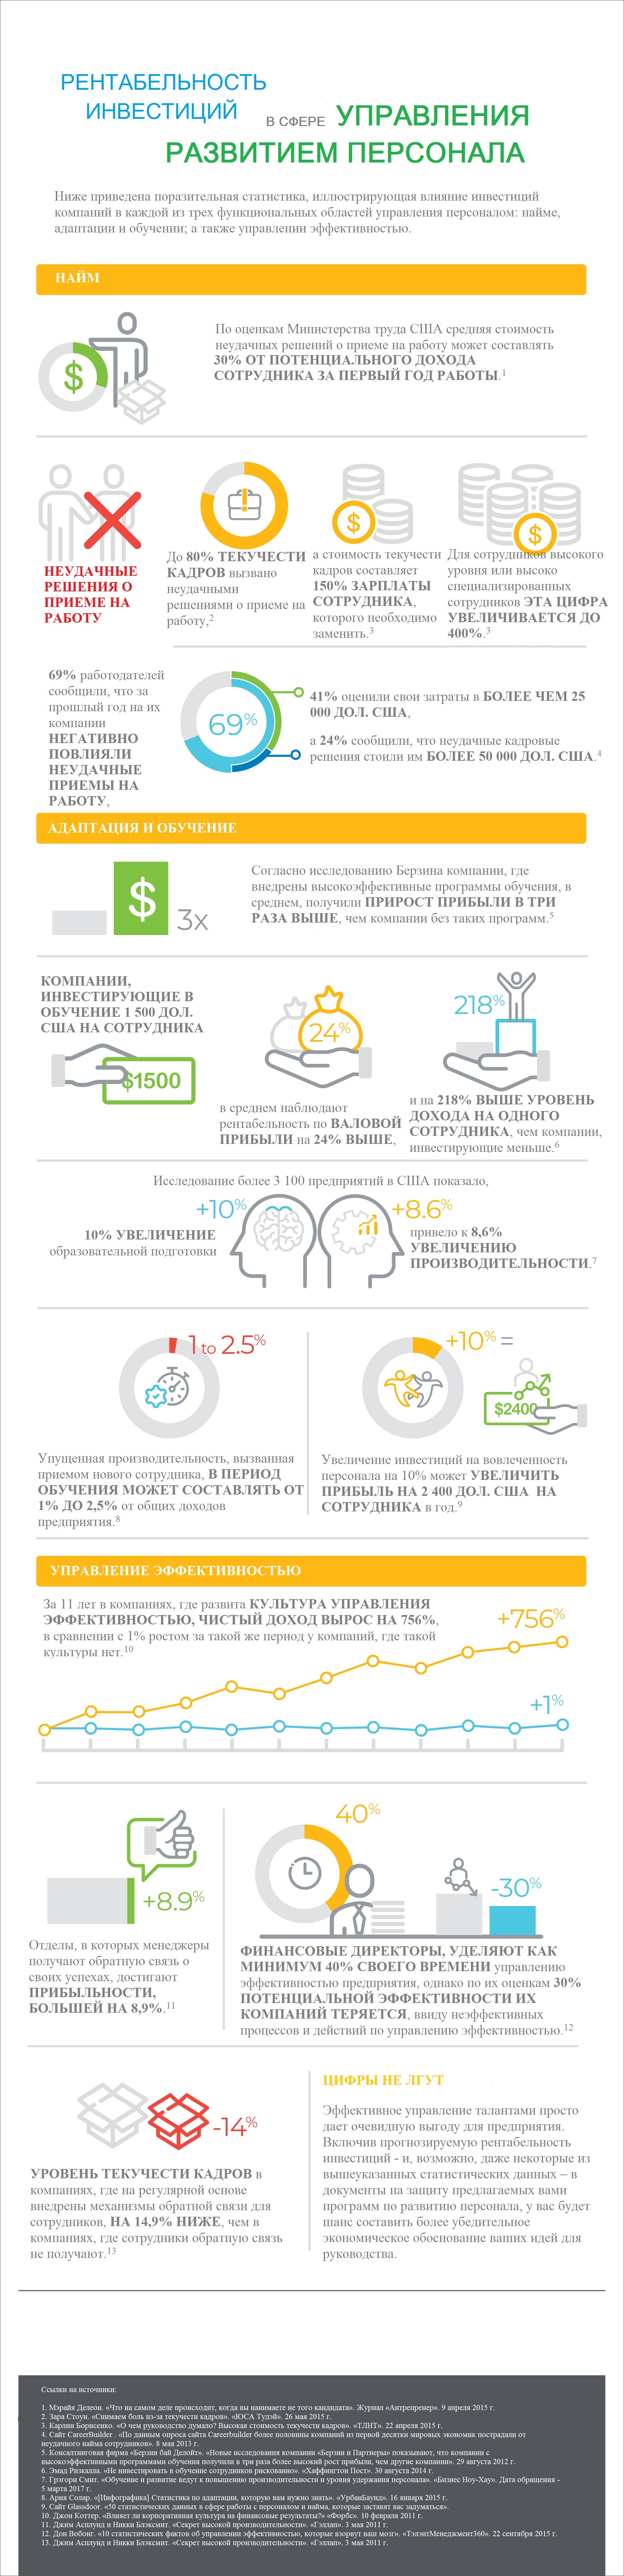 РЕНТАБЕЛЬНОСТЬ
ИНВЕСТИЦИЙ В СФЕРЕ УПРАВЛЕНИЯ
РАЗВИТИЕМ ПЕРСОНАЛА
Ниже приведена поразительная статистика, иллюстрирующая влияние инвестиций
компаний в каждой из трех функциональных областей управления персоналом: найме,
адаптации и обучении; а также управлении эффективностью.
НАЙМ
По оценкам Министерства труда США средняя стоимость
неудачных решений о приеме на работу может составлять
30% ОТ ПОТЕНЦИАЛЬНОГО ДОХОДА
СОТРУДНИКА ЗА ПЕРВЫЙ ГОД РАБОТЫ.1
$
НЕУДАЧНЫЕ
РЕШЕНИЯ О
ПРИЕМЕ НА
РАБОТУ
До 80% ТЕКУЧЕСТИ
КАДРОВ вызвано
неудачными
решениями о приеме на
работу,2
$
а стоимость текучести
кадров составляет
150% ЗАРПЛАТЫ
СОТРУДНИКА,
которого необходимо
заменить.3
$
Для сотрудников высокого
уровня или высоко
специализированных
сотрудников ЭТА ЦИФРА
УВЕЛИЧИВАЕТСЯ ДО
400%.3
69% работодателей
сообщили, что за
прошлый год на их
компании
НЕГАТИВНО
ПОВЛИЯЛИ
НЕУДАЧНЫЕ
ПРИЕМЫ НА
РАБОТУ,
69%
41% оценили свои затраты в БОЛЕЕ ЧЕМ 25
000 ДОЛ. США,
а 24% сообщили, что неудачные кадровые
решения стоили им БОЛЕЕ 50 000 ДОЛ. США.4
АДАПТАЦИЯ И ОБУЧЕНИЕ
$
3x
Согласно исследованию Берзина компании, где
внедрены высокоэффективные программы обучения, в
среднем, получили ПРИРОСТ ПРИБЫЛИ В ТРИ
РАЗА ВЫШЕ, чем компании без таких программ.5
КОМПАНИИ,
ИНВЕСТИРУЮЩИЕ В
ОБУЧЕНИЕ 1 500 ДОЛ.
США НА СОТРУДНИКА
$1500
24%
в среднем наблюдают
рентабельность по ВАЛОВОЙ
ПРИБЫЛИ на 24% ВЫШЕ,
218%
и на 218% ВЫШЕ УРОВЕНЬ
ДОХОДА НА ОДНОГО
СОТРУДНИКА, чем компании,
инвестирующие меньше.6
Исследование более 3 100 предприятий в США показало,
+10%
10% УВЕЛИЧЕНИЕ
образовательной подготовки
+8.6%
привело к 8,6%
УВЕЛИЧЕНИЮ
ПРОИЗВОДИТЕЛЬНОСТИ.7
1 to 2.5%
Упущенная производительность, вызванная
приемом нового сотрудника, В ПЕРИОД
ОБУЧЕНИЯ МОЖЕТ СОСТАВЛЯТЬ ОТ
1% ДО 2,5% от общих доходов
предприятия.8
+10% =
$2400
Увеличение инвестиций на вовлеченность
персонала на 10% может УВЕЛИЧИТЬ
ПРИБЫЛЬ НА 2 400 ДОЛ. США НА
СОТРУДНИКА в год.9
УПРАВЛЕНИЕ ЭФФЕКТИВНОСТЬЮ
За 11 лет в компаниях, где развита КУЛЬТУРА УПРАВЛЕНИЯ
ЭФФЕКТИВНОСТЬЮ, ЧИСТЫЙ ДОХОД ВЫРОС НА 756%,
в сравнении с 1% ростом за такой же период у компаний, где такой
культуры нет.10
+756%
+1%
+8.9%
Отделы, в которых менеджеры
получают обратную связь о
своих успехах, достигают
ПРИБЫЛЬНОСТИ,
БОЛЬШЕЙ НА 8,9%.11
40%
-30%
ФИНАНСОВЫЕ ДИРЕКТОРЫ, УДЕЛЯЮТ КАК
МИНИМУМ 40% СВОЕГО ВРЕМЕНИ управлению
эффективностью предприятия, однако по их оценкам 30%
ПОТЕНЦИАЛЬНОЙ ЭФФЕКТИВНОСТИ ИХ
КОМПАНИЙ ТЕРЯЕТСЯ, ввиду неэффективных
процессов и действий по управлению эффективностью.12
-14%
УРОВЕНЬ ТЕКУЧЕСТИ КАДРОВ в
компаниях, где на регулярной основе
внедрены механизмы обратной связи для
сотрудников, НА 14,9% НИЖЕ, чем в
компаниях, где сотрудники обратную связь
не получают.13
ЦИФРЫ НЕ ЛГУТ
Эффективное управление талантами просто
дает очевидную выгоду для предприятия.
Включив прогнозируемую рентабельность
инвестиций - и, возможно, даже некоторые из
вышеуказанных статистических данных – в
документы на защиту предлагаемых вами
программ по развитию персонала, у вас будет
шанс составить более убедительное
экономическое обоснование ваших идей для
руководства.
Ссылки на источники:
1. Мэрайя Делеон. «Что на самом деле происходит, когда вы нанимаете не того кандидата». Журнал «Антрепренер». 9 апреля 2015 г.
2. Зара Стоун. «Снимаем боль из-за текучести кадров». «ЮСА Тудэй». 26 мая 2015 г.
3. Карлин Борисенко. «О чем руководство думало? Высокая стоимость текучести кадров». «ТЛНТ». 22 апреля 2015 г.
4. Сайт CareerBuilder . «По данным опроса сайта Careerbuilder более половины компаний из первой десятки мировых экономик пострадали от
неудачного найма сотрудников». 8 мая 2013 г.
5. Консалтинговая фирма «Берзин бай Делойт». «Новые исследования компании «Берзин и Партнеры» показывают, что компании с
высокоэффективными программами обучения получили в три раза более высокий рост прибыли, чем другие компании». 29 августа 2012 г.
6. Эмад Ризкалла. «Не инвестировать в обучение сотрудников рискованно». «Хаффингтон Пост». 30 августа 2014 г.
7. Грэгори Смит. «Обучение и развитие ведут к повышению производительности и уровня удержания персонала». «Бизнес Ноу-Хау». Дата обращения -
5 марта 2017 г.
8. Ария Солар. «[Инфографика] Статистика по адаптации, которую вам нужно знать». «УрбанБаунд». 16 января 2015 г.
9. Сайт Glassdoor. «50 статистических данных в сфере работы с персоналом и найма, которые заставят вас задуматься».
10. Джон Коттер. «Влияет ли корпоративная культура на финансовые результаты?» «Форбс». 10 февраля 2011 г.
11. Джим Асплунд и Никки Блэксмит. «Секрет высокой производительности». «Гэллап». 3 мая 2011 г.
12. Дон Вобонг. «10 статистических фактов об управлении эффективностью, которые взорвут ваш мозг». «ТэлэнтМенеджмент360». 22 сентября 2015 г.
13. Джим Асплунд и Никки Блэксмит. «Секрет высокой производительности». «Гэллап». 3 мая 2011 г.